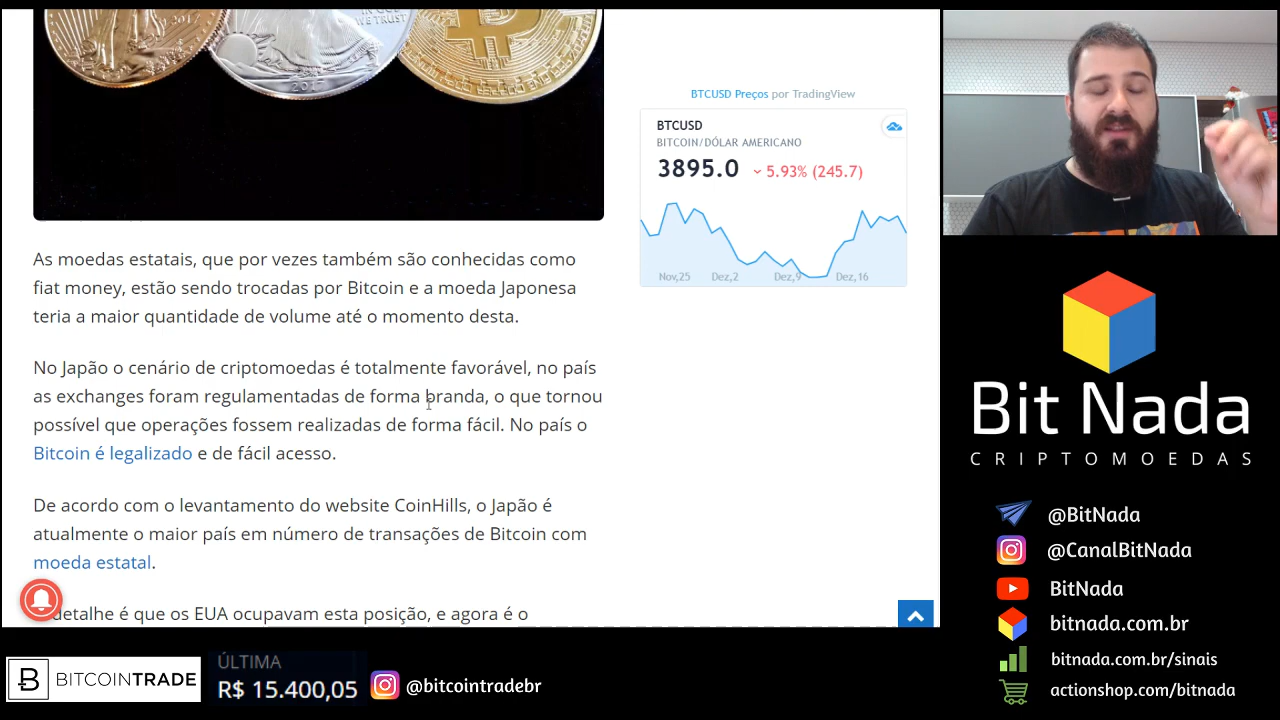 2017
IN GOD
WE TRUST
2017
As moedas estatais, que por vezes também são conhecidas como
fiat money, estão sendo trocadas por Bitcoin e a moeda Japonesa
teria a maior quantidade de volume até o momento desta.
No Japão o cenário de criptomoedas é totalmente favorável, no país
as exchanges foram regulamentadas de forma branda, o que tornou
possível que operações fossem realizadas de forma fácil. No país o
Bitcoin é legalizado e de fácil acesso.
De acordo com o levantamento do website CoinHills, o Japão é
atualmente o maior país em número de transações de Bitcoin com
moeda estatal.
detalhe é que os EUA ocupavam esta posição, e agora é o
BTCUSD Preços por TradingView
BTCUSD
BITCOIN/DÓLAR AMERICANO
3895.0 5.93% (245.7)
Nov,25 Dez,2 Dez,9 Dez,16
Bit Nada
CRIPTOMOEDAS
@BitNada
@CanalBitNada
BitNada
bitnada.com.br
bitnada.com.br/sinais
actionshop.com/bitnada
BITCOINTRADE
ÚLTIMA
R$ 15.400,05
@bitcointradebr